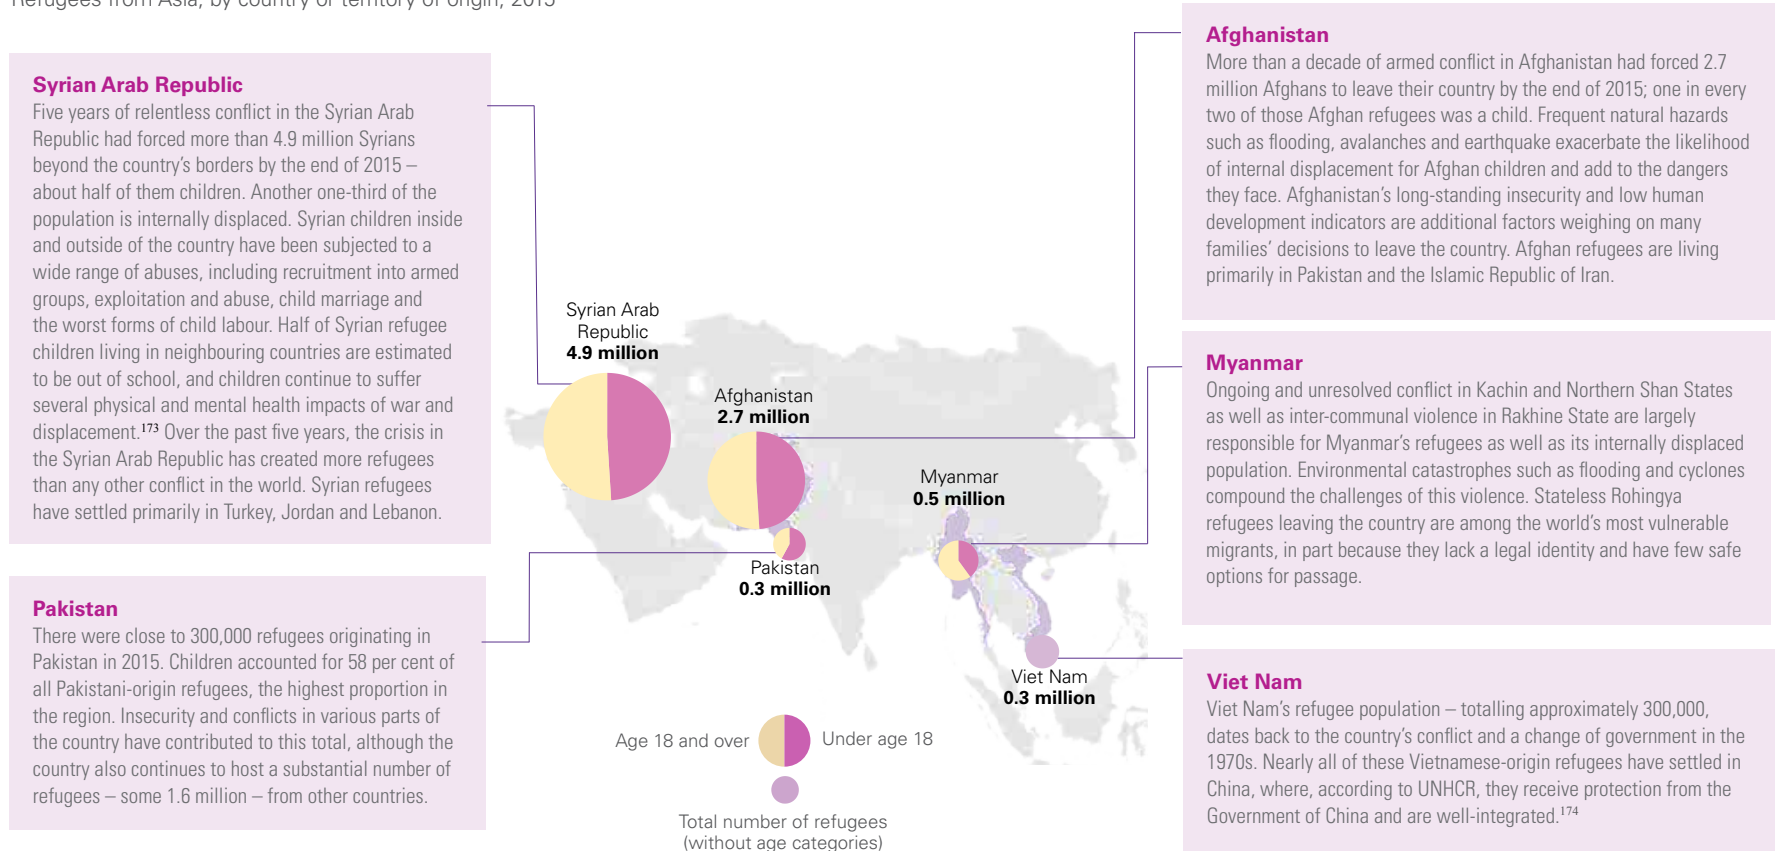 Refugees from Asia, by country or territory of origin, 2015
Syrian Arab Republic
Five years of relentless conflict in the Syrian Arab
Republic had forced more than 4.9 million Syrians
beyond the country's borders by the end of 2015 –
about half of them children. Another one-third of the
population is internally displaced. Syrian children inside
and outside of the country have been subjected to a
wide range of abuses, including recruitment into armed
groups, exploitation and abuse, child marriage and
the worst forms of child labour. Half of Syrian refugee
children living in neighbouring countries are estimated
to be out of school, and children continue to suffer
several physical and mental health impacts of war and
displacement.173 Over the past five years, the crisis in
the Syrian Arab Republic has created more refugees
than any other conflict in the world. Syrian refugees
have settled primarily in Turkey, Jordan and Lebanon.
Pakistan
There were close to 300,000 refugees originating in
Pakistan in 2015. Children accounted for 58 per cent of
all Pakistani-origin refugees, the highest proportion in
the region. Insecurity and conflicts in various parts of
the country have contributed to this total, although the
country also continues to host a substantial number of
refugees – some 1.6 million – from other countries.
Syrian Arab
Republic
4.9 million
Afghanistan
2.7 million
Myanmar
0.5 million
Pakistan
0.3 million
Viet Nam
0.3 million
Age 18 and over
Under age 18
Total number of refugees
(without age categories)
Afghanistan
More than a decade of armed conflict in Afghanistan had forced 2.7
million Afghans to leave their country by the end of 2015; one in every
two of those Afghan refugees was a child. Frequent natural hazards
such as flooding, avalanches and earthquake exacerbate the likelihood
of internal displacement for Afghan children and add to the dangers
they face. Afghanistan's long-standing insecurity and low human
development indicators are additional factors weighing on many
families' decisions to leave the country. Afghan refugees are living
primarily in Pakistan and the Islamic Republic of Iran.
Myanmar
Ongoing and unresolved conflict in Kachin and Northern Shan States
as well as inter-communal violence in Rakhine State are largely
responsible for Myanmar's refugees as well as its internally displaced
population. Environmental catastrophes such as flooding and cyclones
compound the challenges of this violence. Stateless Rohingya
refugees leaving the country are among the world's most vulnerable
migrants, in part because they lack a legal identity and have few safe
options for passage.
Viet Nam
Viet Nam's refugee population – totalling approximately 300,000,
dates back to the country's conflict and a change of government in the
1970s. Nearly all of these Vietnamese-origin refugees have settled in
China, where, according to UNHCR, they receive protection from the
Government of China and are well-integrated.174